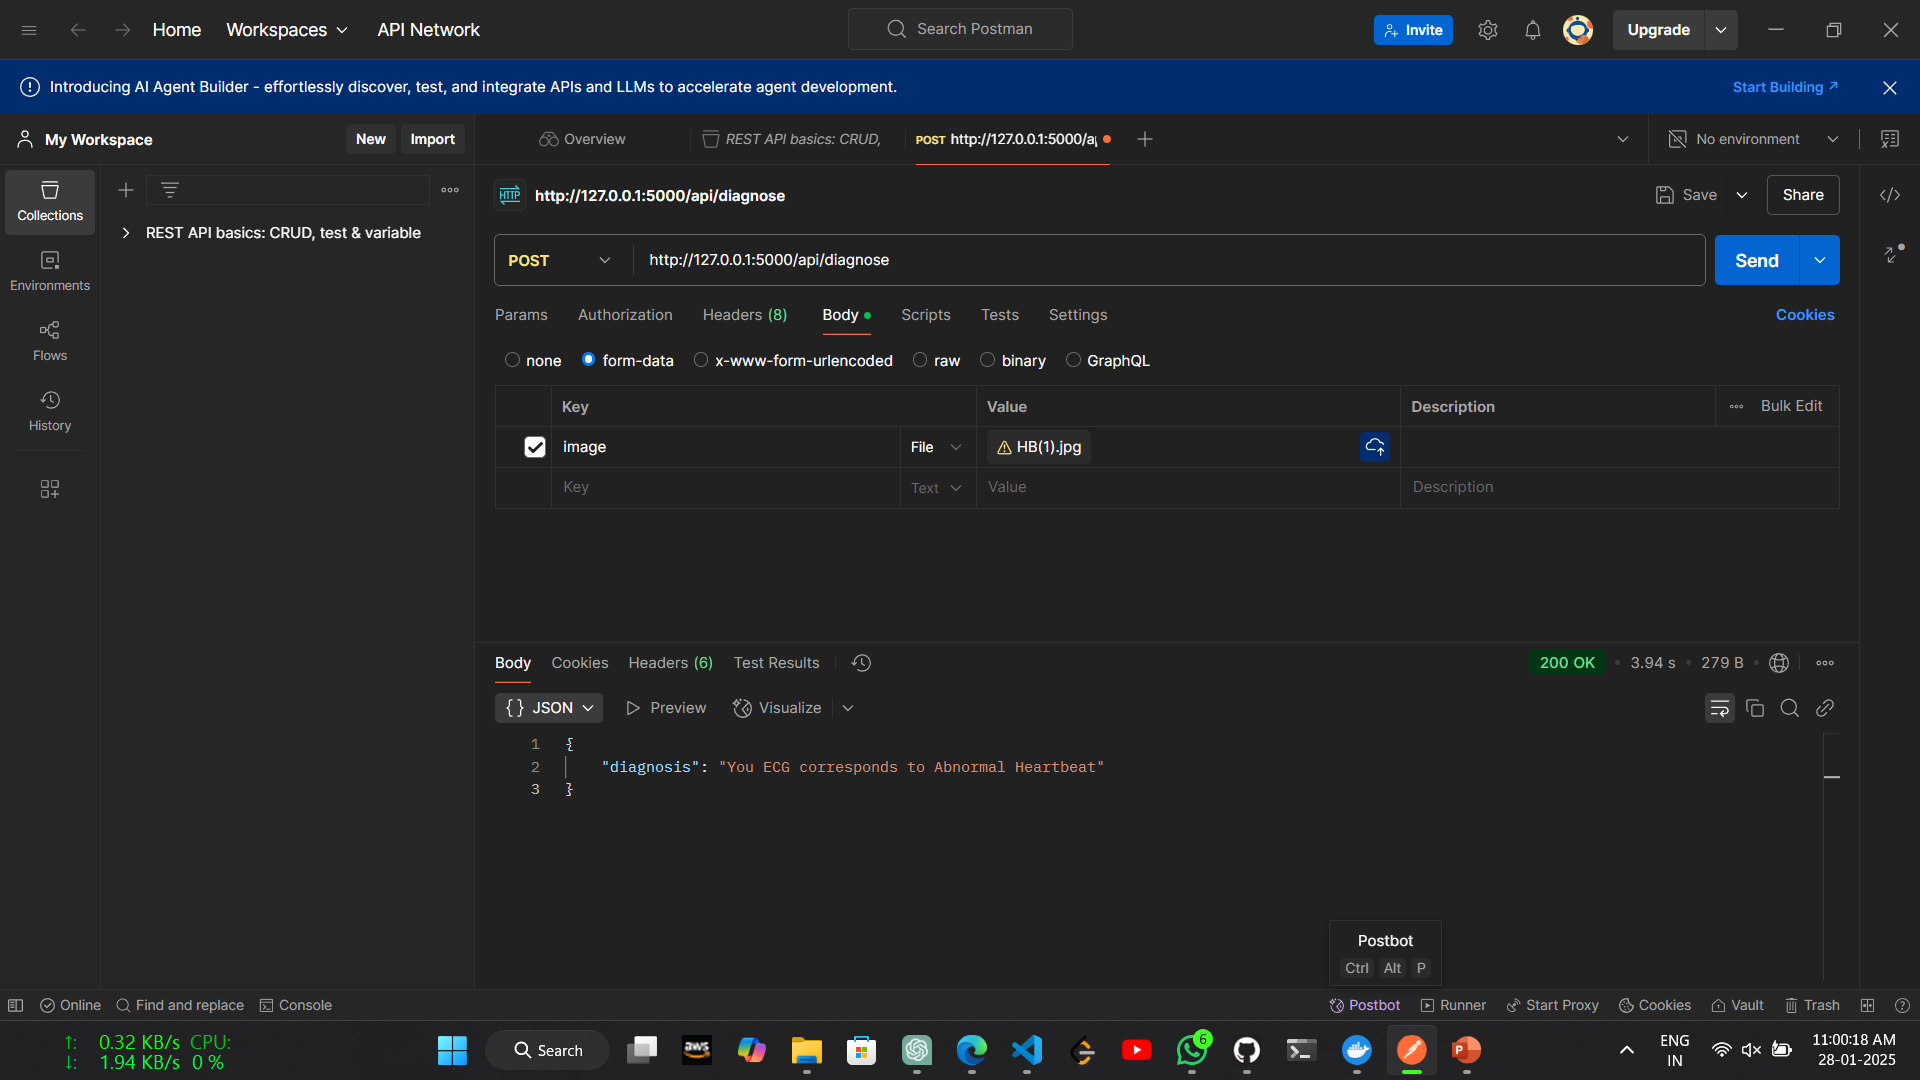 Home Workspaces API Network Search Postman Invite Upgrade
Introducing AI Agent Builder - effortlessly discover, test, and integrate APIs and LLMs to accelerate agent development. Start Building
My Workspace New Import Overview REST API basics: CRUD, POST http://127.0.0.1:5000/a No environment
Collections
Environments
Flows
History
REST API basics: CRUD, test & variable
HTTP http://127.0.0.1:5000/api/diagnose Save Share
POST http://127.0.0.1:5000/api/diagnose Send
Params Authorization Headers (8) Body Scripts Tests Settings Cookies
none form-data x-www-form-urlencoded raw binary GraphQL
Key Value Description Bulk Edit
image File HB(1).jpg
Key Text Value Description
Body Cookies Headers (6) Test Results 200 OK 3.94 s 279 B
{} JSON Preview Visualize
1 {
2 "diagnosis": "You ECG corresponds to Abnormal Heartbeat"
3 }
Postbot
Ctrl Alt P
Online Find and replace Console Postbot Runner Start Proxy Cookies Vault Trash
↑: 0.32 KB/s CPU:
↓: 1.94 KB/s 0 %
Search aws 6 P
ENG
IN
11:00:18 AM
28-01-2025